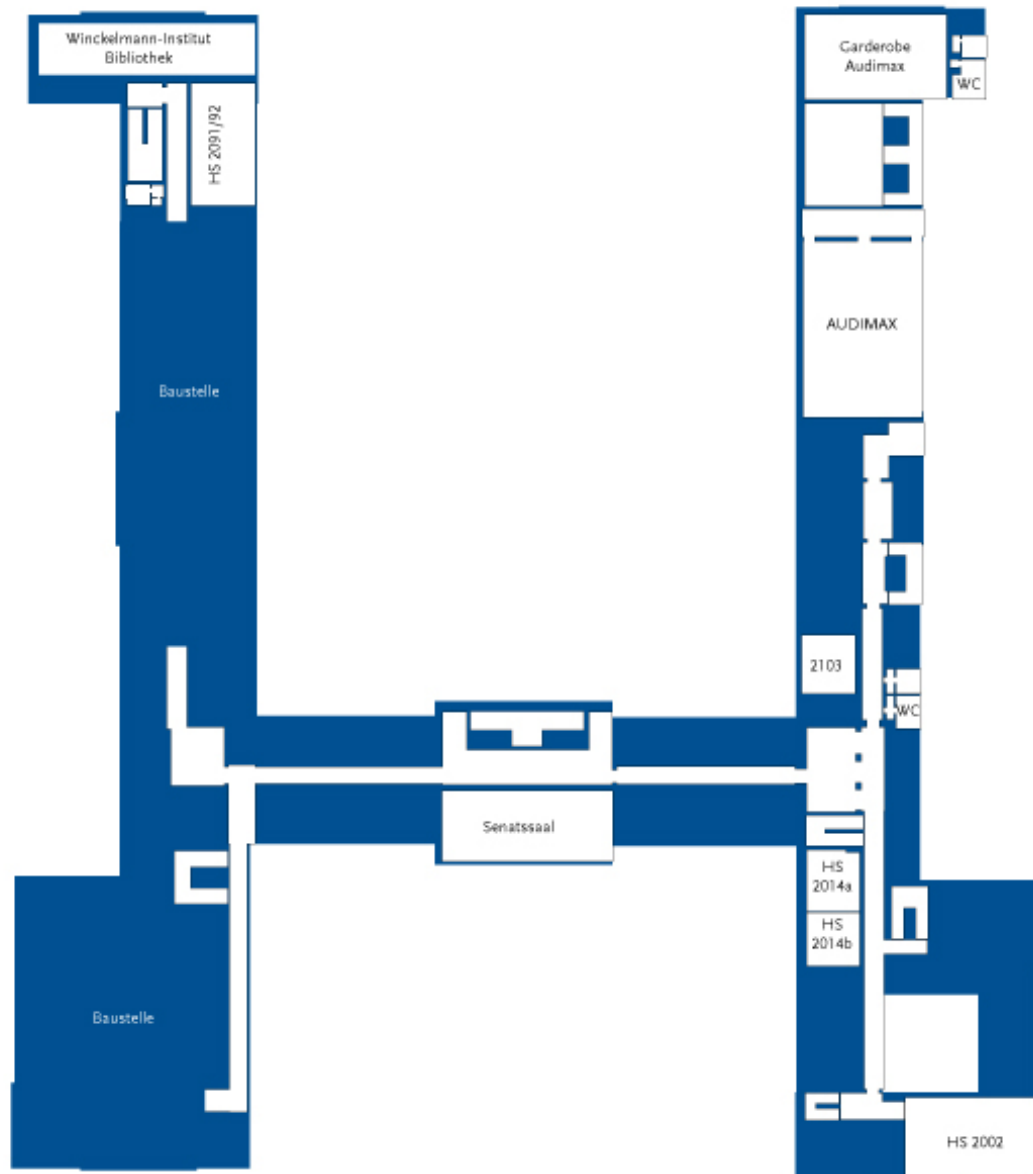 Winckelmann-Institut
Bibliothek
HS 2091/92
Garderobe
Audimax
WC
AUDIMAX
Baustelle
2103
WC
Senatssaal
HS
2014a
HS
2014b
Baustelle
HS 2002